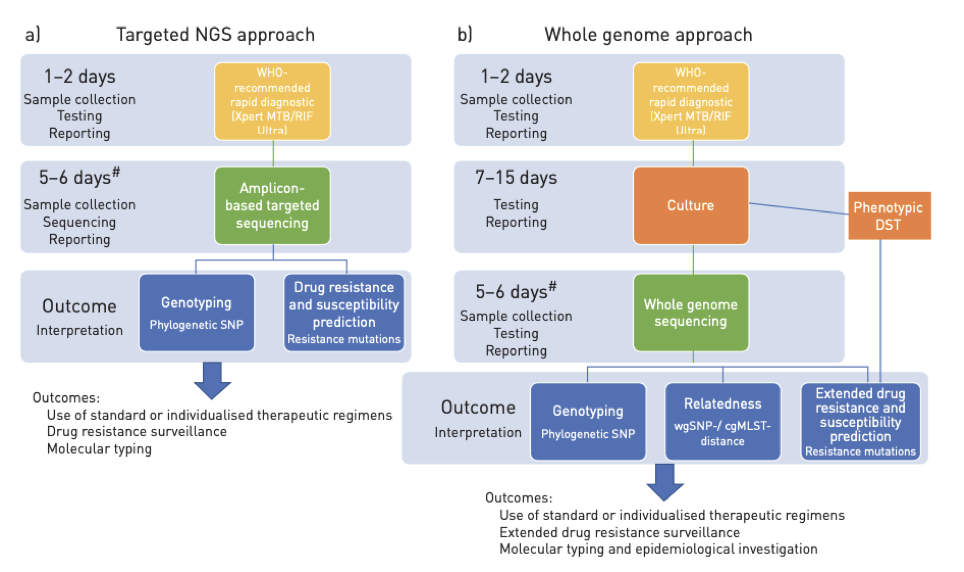 a)
Targeted NGS approach
1–2 days
Sample collection
Testing
Reporting
WHO-
recommended
rapid diagnostic
(Xpert MTB/RIF
Ultra)
5–6 days#
Sample collection
Sequencing
Reporting
Amplicon-
based targeted
sequencing
Outcome
Interpretation
Genotyping
Phylogenetic SNP
Drug resistance
and susceptibility
prediction
Resistance mutations
Outcomes:
Use of standard or individualised therapeutic regimens
Drug resistance surveillance
Molecular typing
b)
Whole genome approach
1–2 days
Sample collection
Testing
Reporting
WHO-
recommended
rapid diagnostic
(Xpert MTB/RIF
Ultra)
7–15 days
Testing
Reporting
Culture
Phenotypic
DST
5–6 days#
Sample collection
Testing
Reporting
Whole genome
sequencing
Outcome
Interpretation
Genotyping
Phylogenetic SNP
Relatedness
wgSNP-/ cgMLST-
distance
Extended drug
resistance and
susceptibility
prediction
Resistance mutations
Outcomes:
Use of standard or individualised therapeutic regimens
Extended drug resistance surveillance
Molecular typing and epidemiological investigation